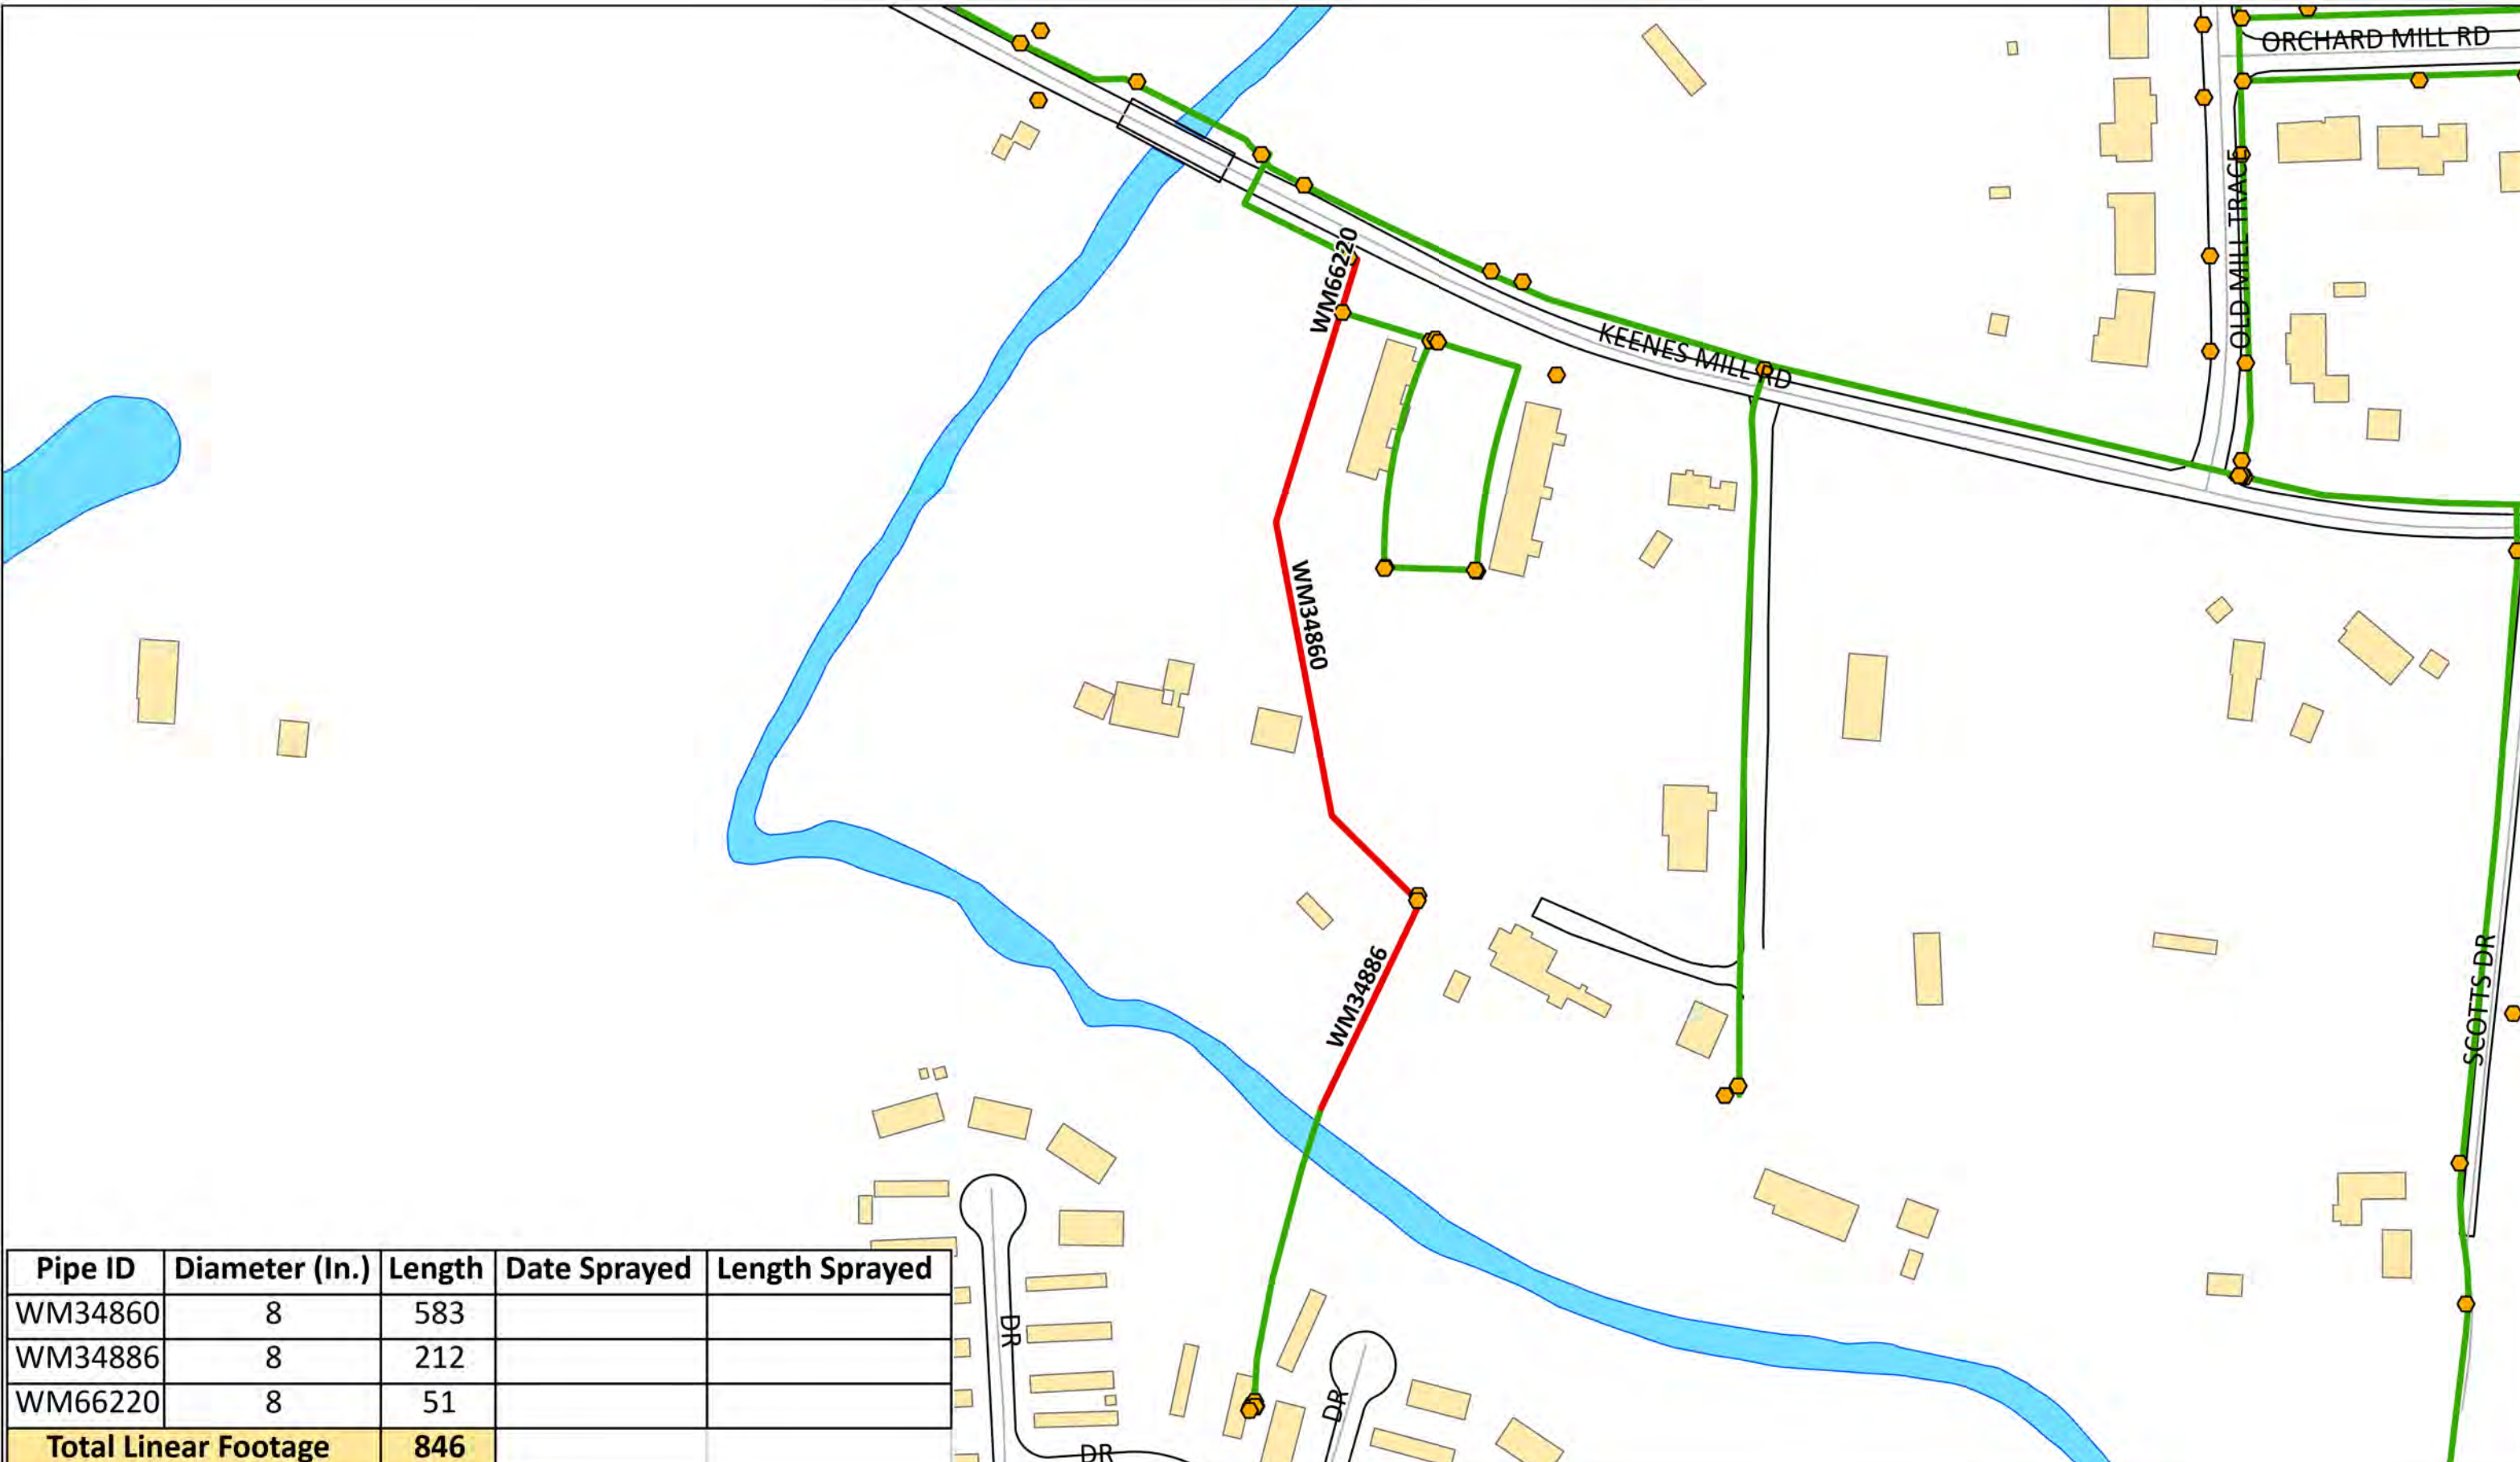 ORCHARD MILL RD
OLD MILL TRACE
WM66220
KEENES MILL RD
WM34860
WM34886
SCOTTS DR
DR
DR
DR
Pipe ID Diameter (In.) Length Date Sprayed Length Sprayed
WM34860 8 583
WM34886 8 212
WM66220 8 51
Total Linear Footage 846